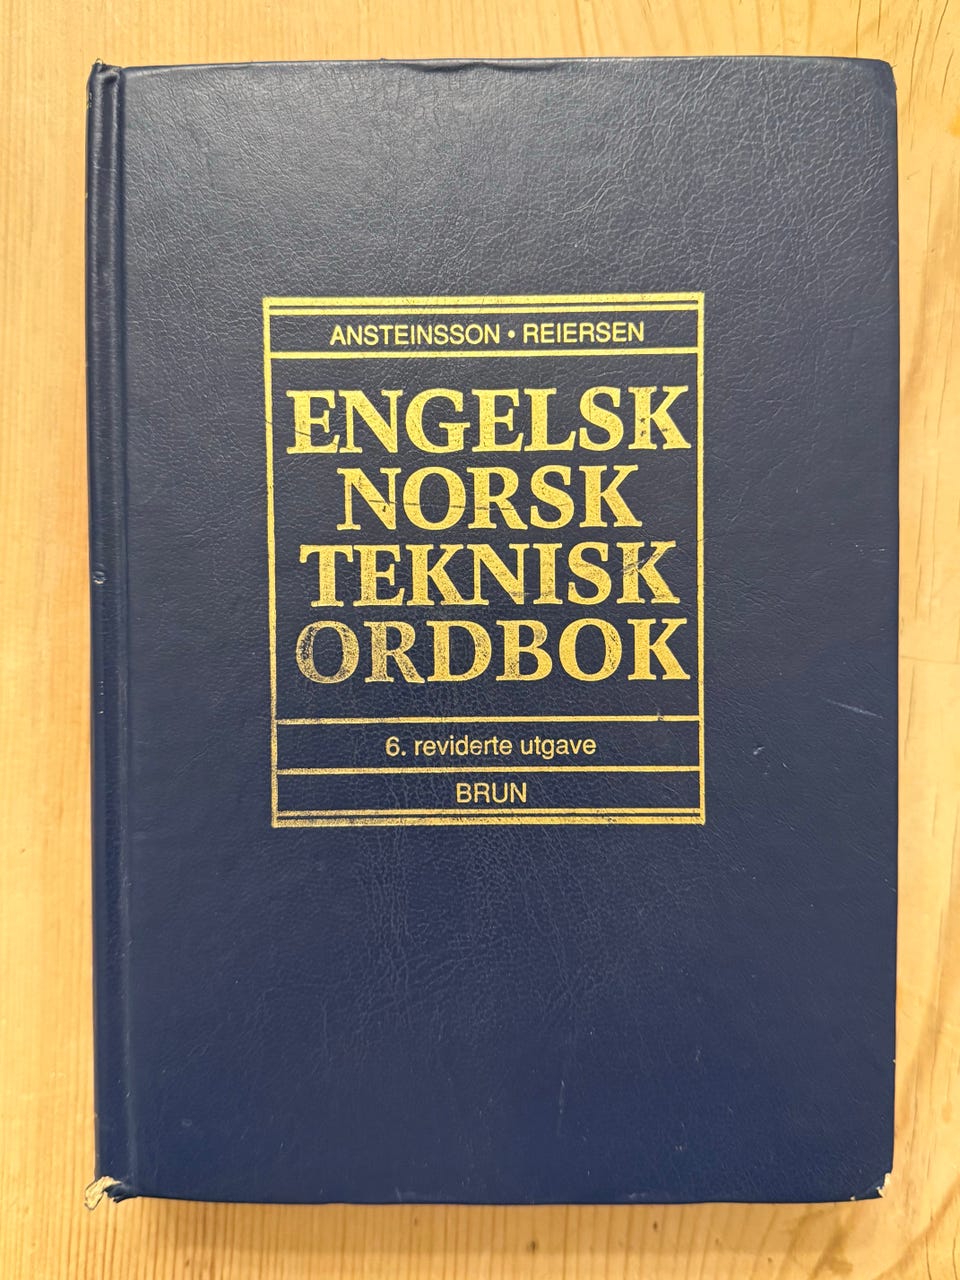 ANSTEINSSON • REIERSEN
ENGELSK
NORSK
TEKNISK
ORDBOK
6. reviderte utgave
BRUN